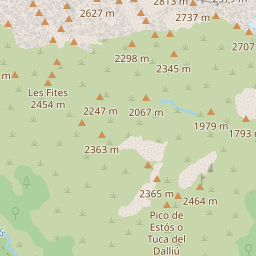 2813 m
2627 m
2737 m
2707
2298 m
2345 m
m
Les Fites
2454 m
2247 m
2067 m
1979 m
1793 m
2363 m
2365 m
2464 m
Pico de
Estós o
Tuca del
Dalliú